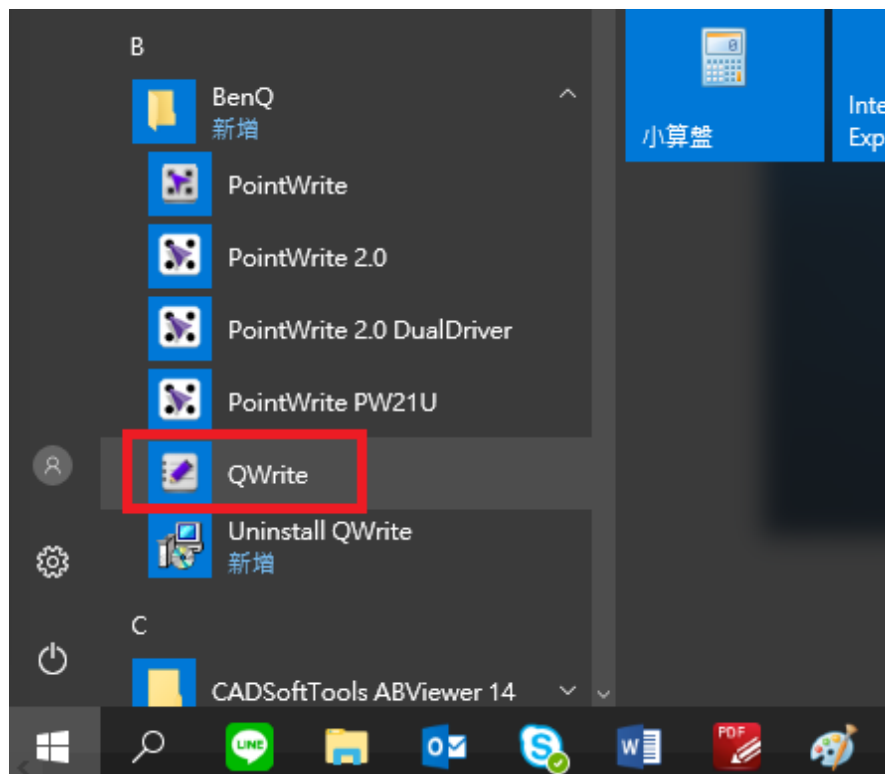 B
BenQ
新增
PointWrite
PointWrite 2.0
PointWrite 2.0 DualDriver
PointWrite PW21U
QWrite
Uninstall QWrite
新增
C
CADSoftTools ABViewer 14
小算盤
Inte
Exp
LINE
PDF